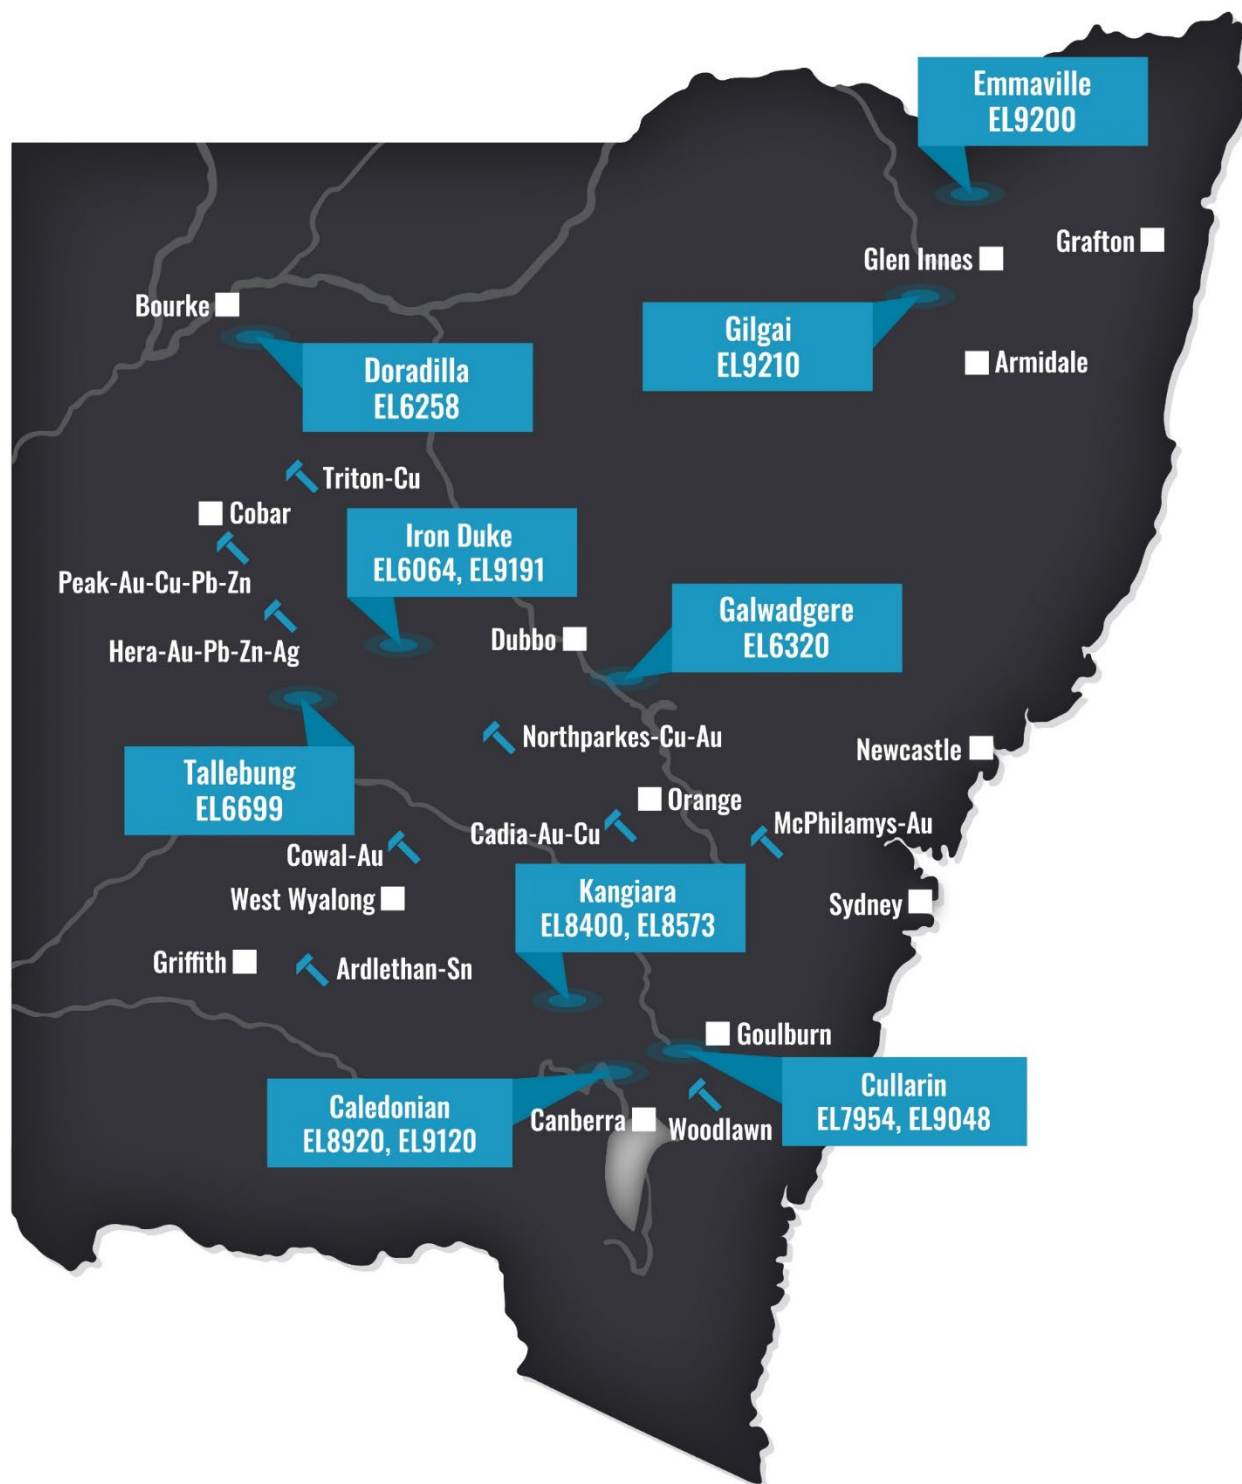 Emmaville
EL9200
Grafton
Glen Innes
Bourke
Gilgai
EL9210
Armidale
Doradilla
EL6258
Triton-Cu
Cobar
Iron Duke
EL6064, EL9191
Peak-Au-Cu-Pb-Zn
Galwadgere
EL6320
Dubbo
Hera-Au-Pb-Zn-Ag
Northparkes-Cu-Au
Newcastle
Tallebung
EL6699
Orange
McPhilamys-Au
Cadia-Au-Cu
Cowal-Au
Kangiara
EL8400, EL8573
West Wyalong
Sydney
Griffith
Ardlethan-Sn
Goulburn
Cullarin
EL7954, EL9048
Caledonian
EL8920, EL9120
Canberra
Woodlawn